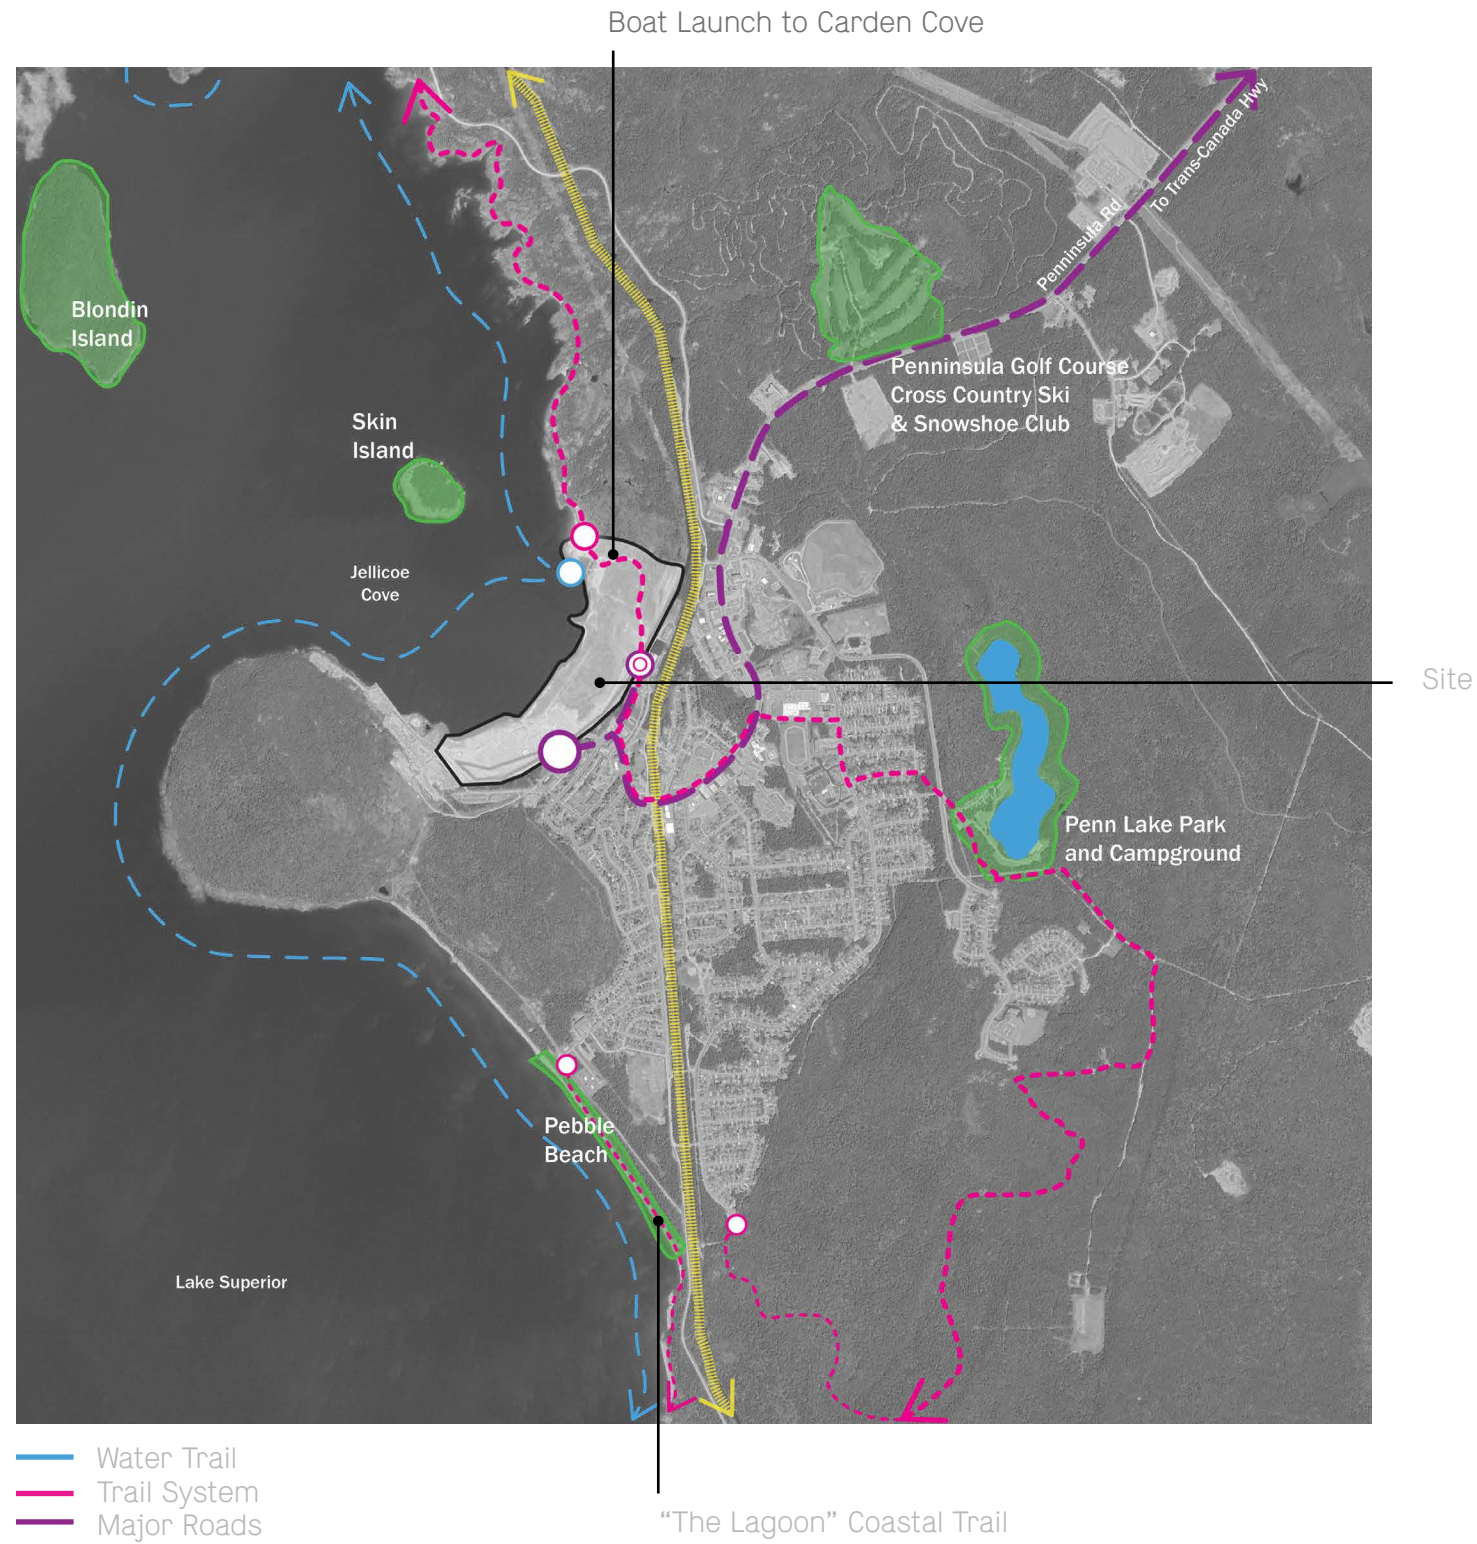 Boat Launch to Carden Cove
To Trans-Canada Hwy
Penninsula Rd
Blondin
Island
Penninsula Golf Course
Cross Country Ski
& Snowshoe Club
Skin
Island
Jellicoe
Cove
Site
Penn Lake Park
and Campground
Pebble
Beach
Lake Superior
Water Trail
Trail System
Major Roads
“The Lagoon” Coastal Trail